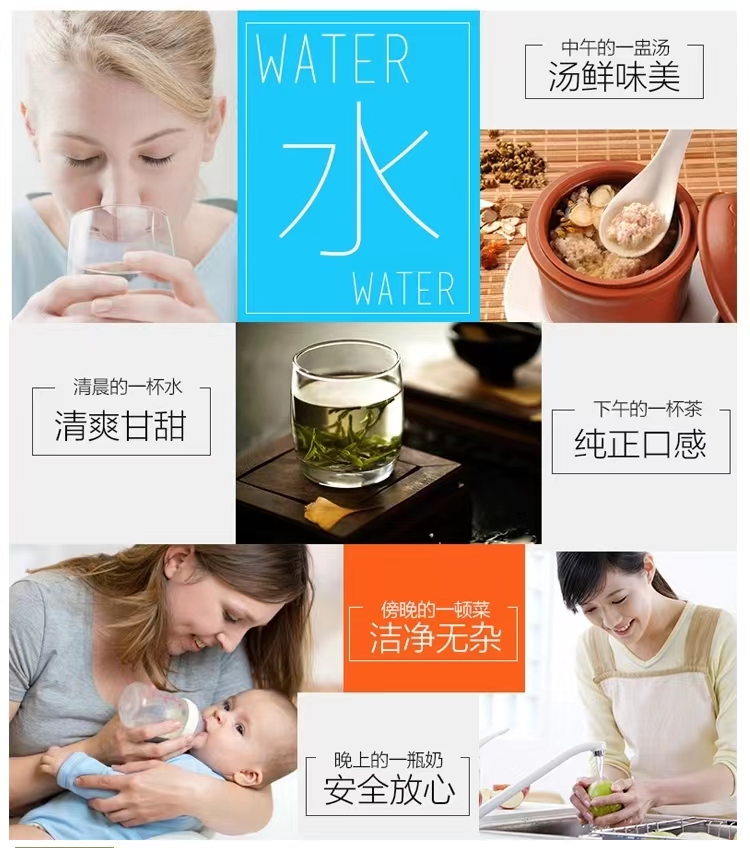 WATER
水
WATER
中午的一盅汤
汤鲜味美
清晨的一杯水
清爽甘甜
下午的一杯茶
纯正口感
傍晚的一顿菜
洁净无杂
晚上的一瓶奶
安全放心